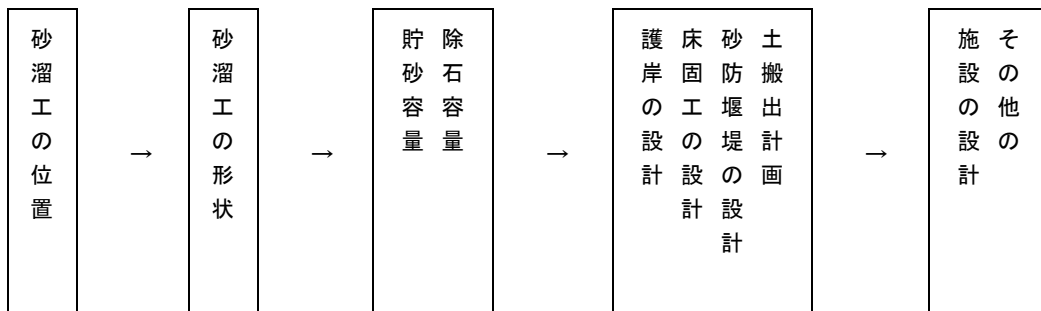 砂溜工の位置
→
砂溜工の形状
→
除石容量
貯砂容量
→
土搬出計画
砂防堰堤の設計
床固工の設計
護岸の設計
→
その他の
施設の設計